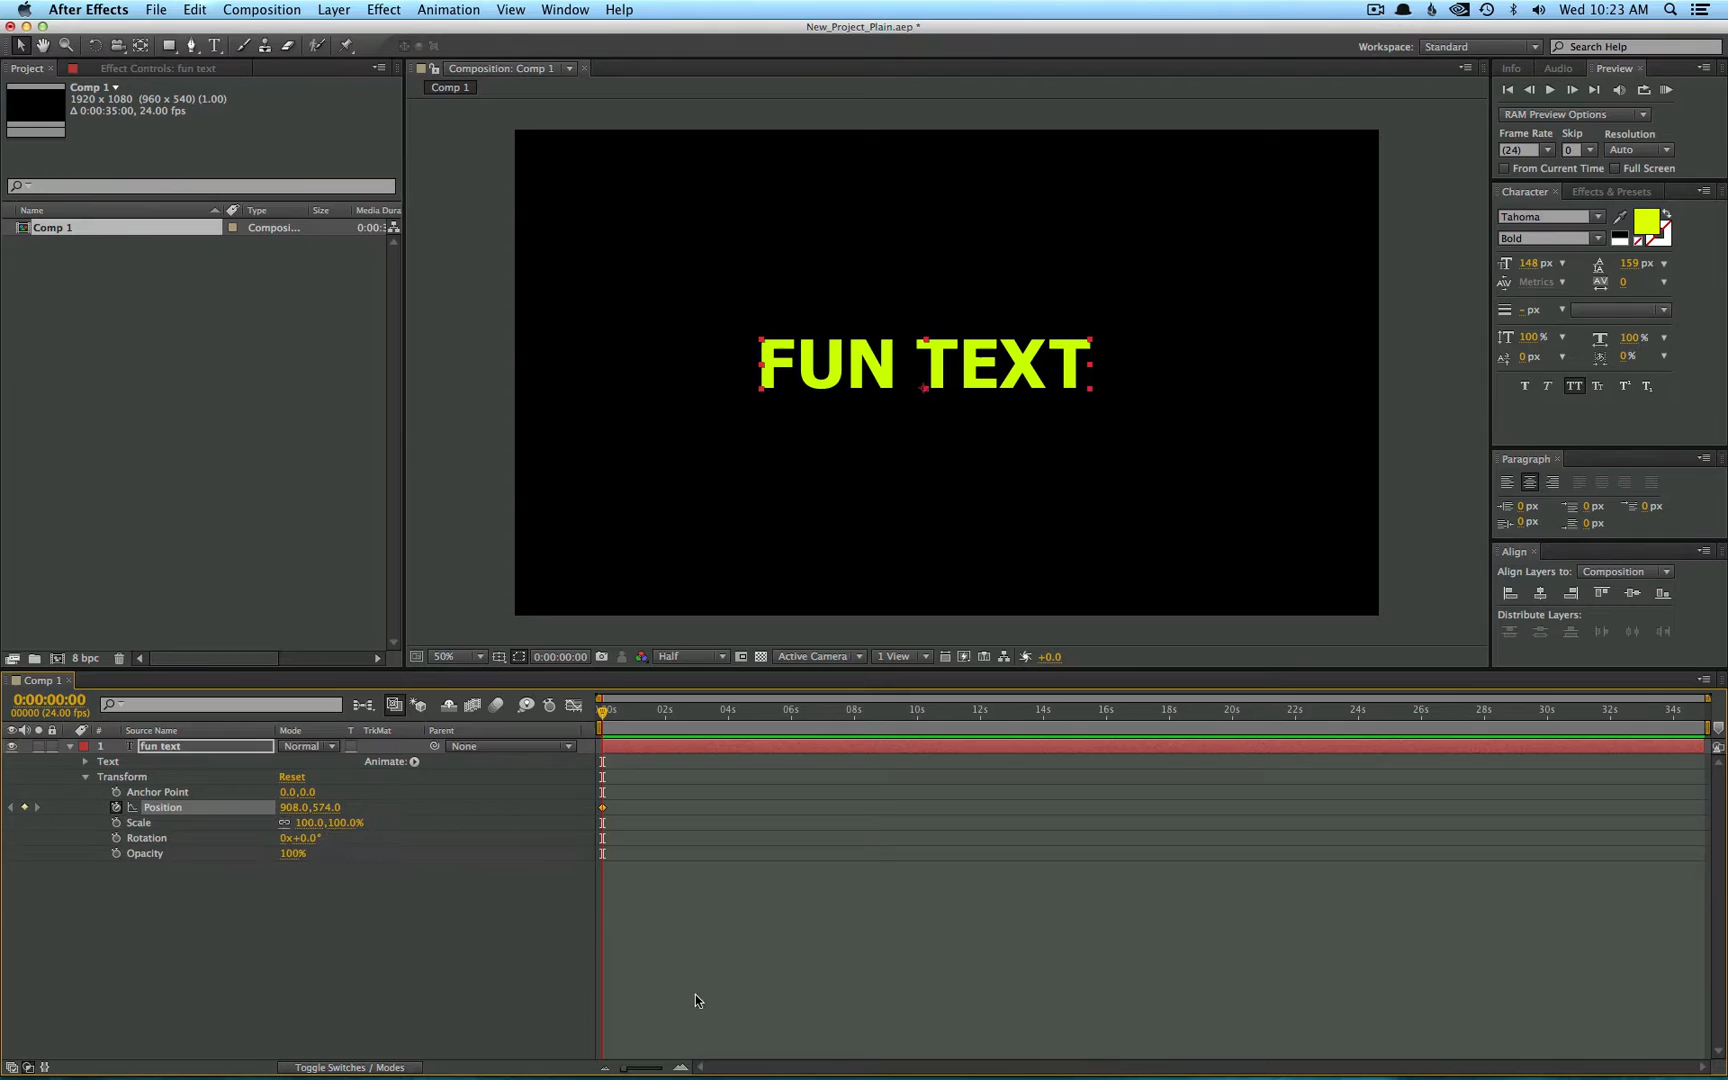 After Effects File Edit Composition Layer Effect Animation View Window Help Wed 10:23 AM
New_Project_Plain.aep *
Workspace: Standard Search Help
Project Effect Controls: fun text Composition: Comp 1 Info Audio Preview
Comp 1
1920 x 1080 (960 x 540) (1.00)
Δ 0:00:35:00, 24.00 fps
Comp 1
RAM Preview Options
Frame Rate Skip Resolution
(24) 0 Auto
From Current Time Full Screen
Character Effects & Presets
Name Type Size Media Dura
Comp 1 Composi... 0:00:3
Tahoma
Bold
148 px 159 px
Metrics 0
- px
100 % 100 %
0 px 0 %
T T TT Tr T¹ T₁
FUN TEXT
Paragraph
0 px 0 px 0 px
0 px 0 px
Align
Align Layers to: Composition
Distribute Layers:
8 bpc 50% 0:00:00:00 Half Active Camera 1 View +0.0
Comp 1
0:00:00:00
00000 (24.00 fps)
00s 02s 04s 06s 08s 10s 12s 14s 16s 18s 20s 22s 24s 26s 28s 30s 32s 34s
# Source Name Mode T TrkMat Parent
1 T fun text Normal None
Text Animate:
Transform Reset
Anchor Point 0.0,0.0
Position 908.0,574.0
Scale 100.0,100.0%
Rotation 0x+0.0°
Opacity 100%
Toggle Switches / Modes